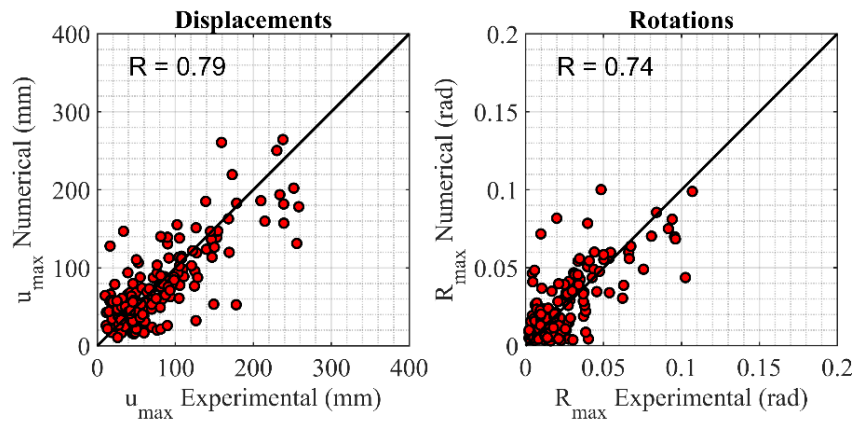 Displacements
400
300
200
100
0
0
100
200
300
400
R = 0.79
u_max Numerical (mm)
u_max Experimental (mm)
Rotations
0.2
0.15
0.1
0.05
0
0
0.05
0.1
0.15
0.2
R = 0.74
R_max Numerical (rad)
R_max Experimental (rad)